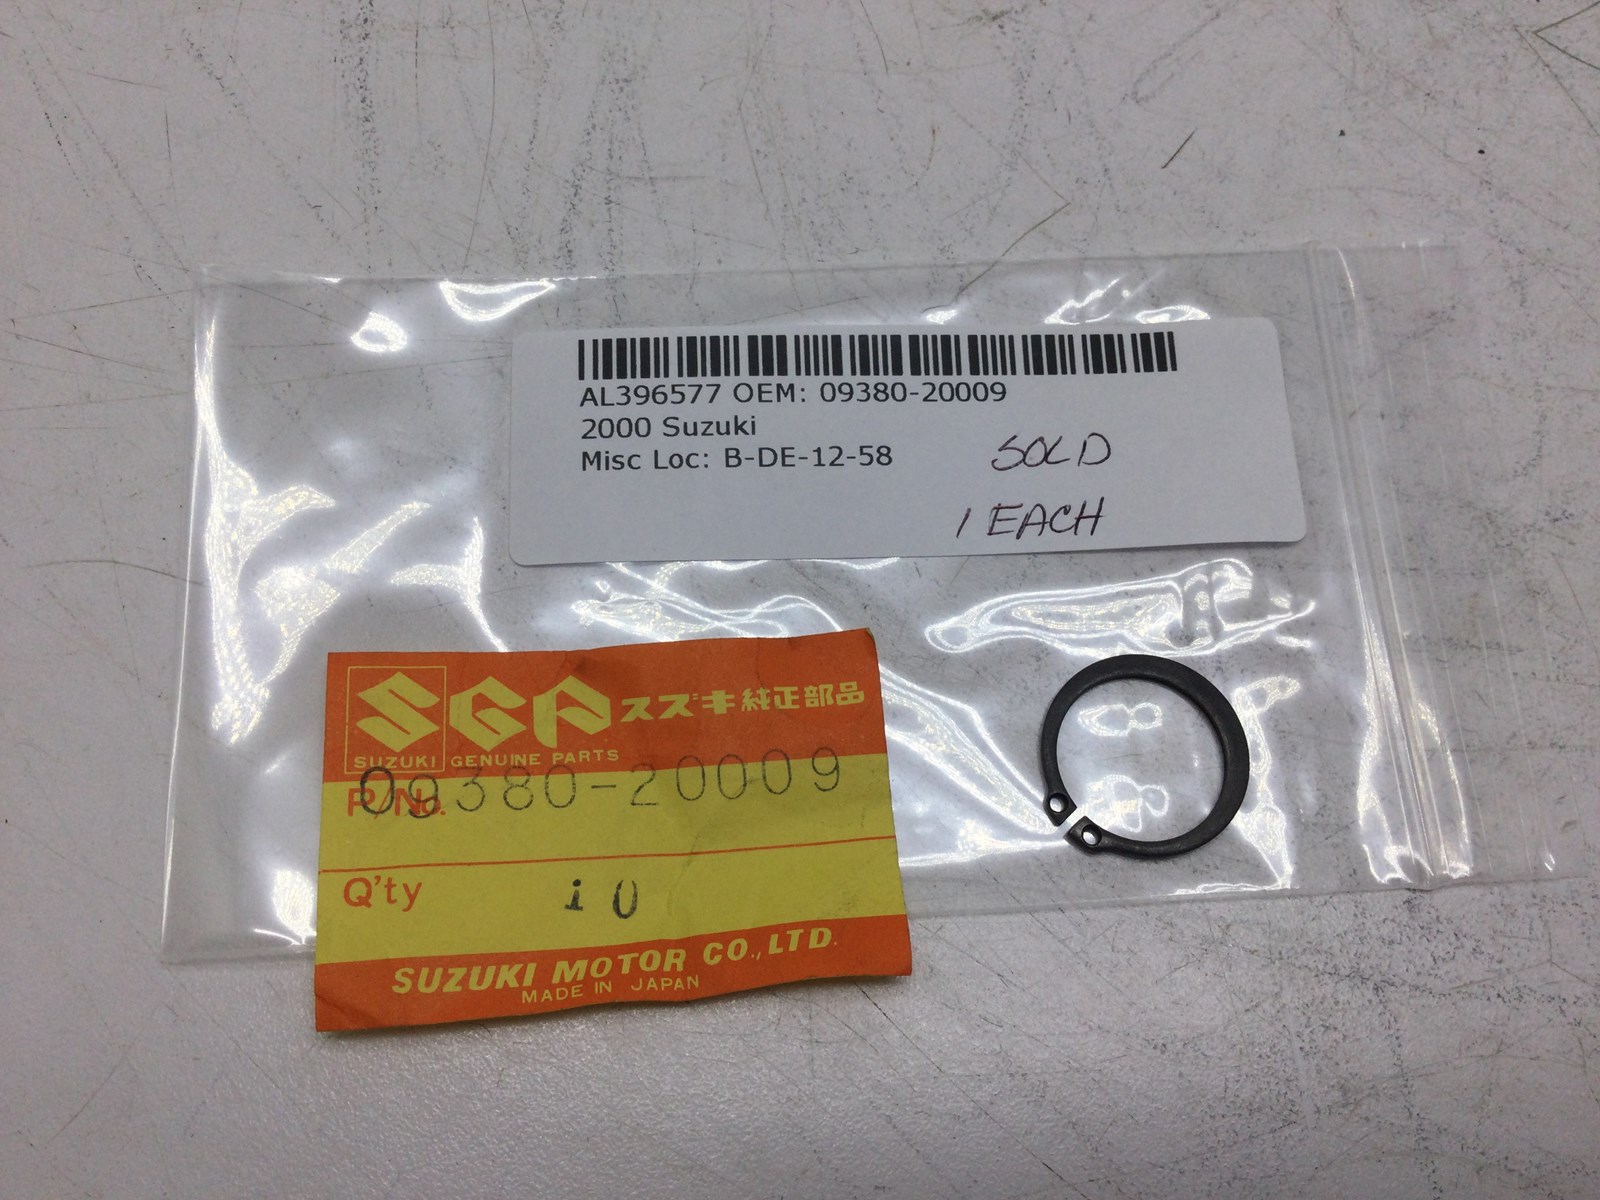 AL396577 OEM: 09380-20009
2000 Suzuki
Misc Loc: B-DE-12-58
SOLD
1 EACH
SGP スズキ純正部品
SUZUKI GENUINE PARTS
P/No. 09380-20009
Q'ty 10
SUZUKI MOTOR CO., LTD.
MADE IN JAPAN